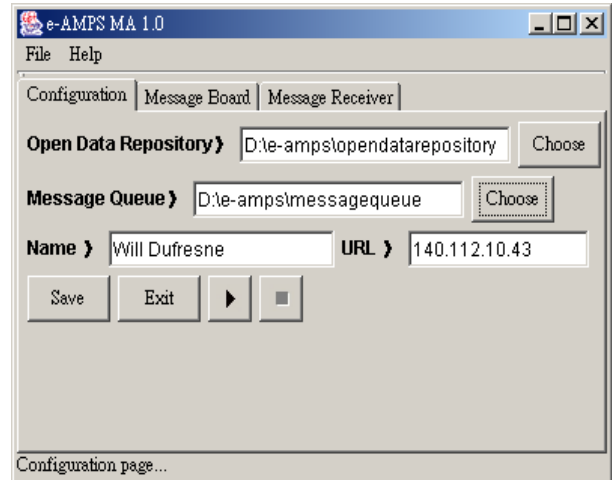 e-AMPS MA 1.0
File Help
Configuration Message Board Message Receiver
Open Data Repository D:\e-amps\opendatarepository Choose
Message Queue D:\e-amps\messagequeue Choose
Name Will Dufresne URL 140.112.10.43
Save Exit
Configuration page...